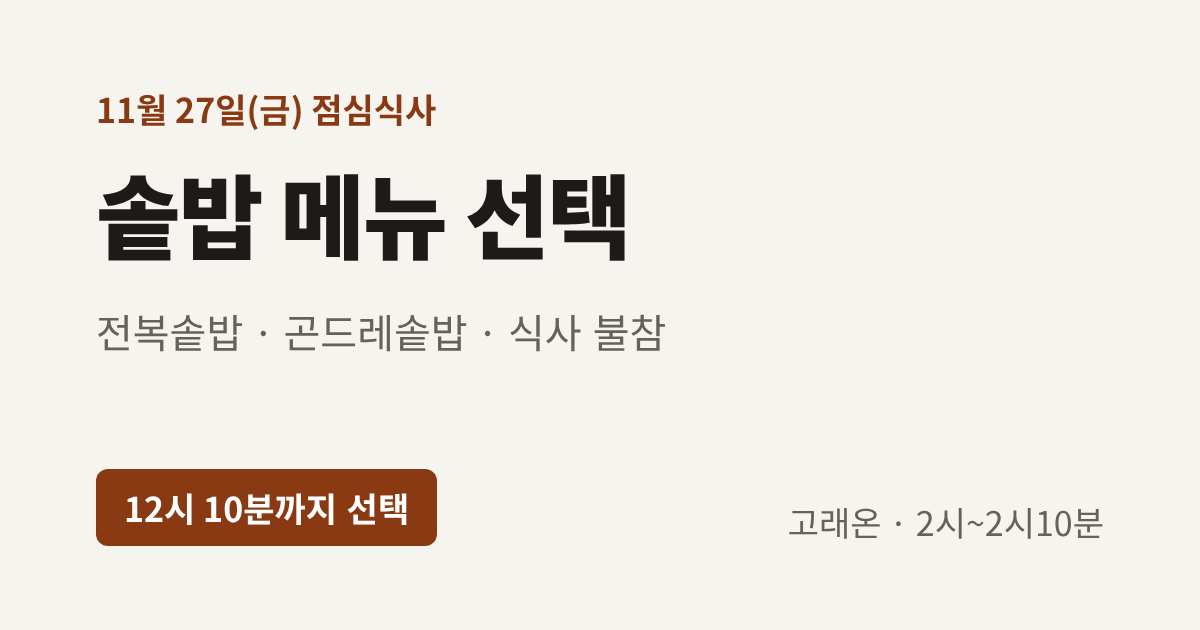 11월 27일(금) 점심식사
솥밥 메뉴 선택
전복솥밥 · 곤드레솥밥 · 식사 불참
12시 10분까지 선택
고래온 · 2시~2시10분